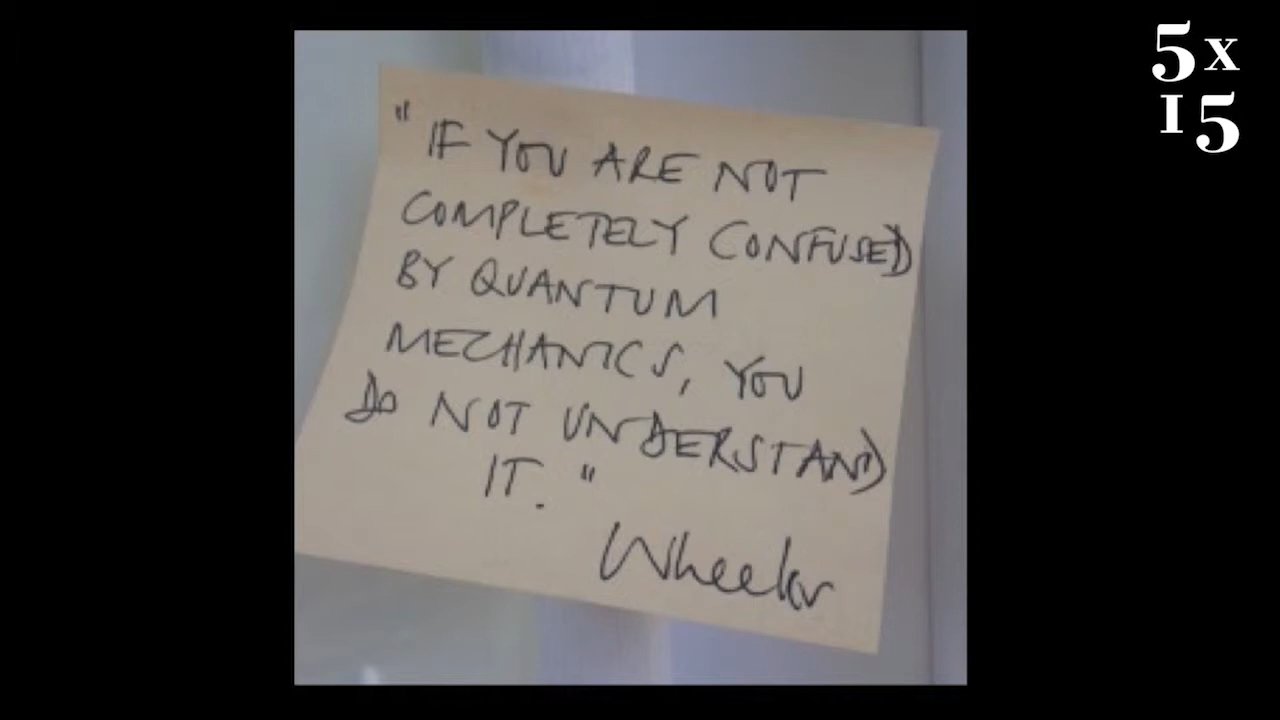 "IF YOU ARE NOT
COMPLETELY CONFUSED
BY QUANTUM
MECHANICS, YOU
DO NOT UNDERSTAND
IT."
Wheeler
5x
15